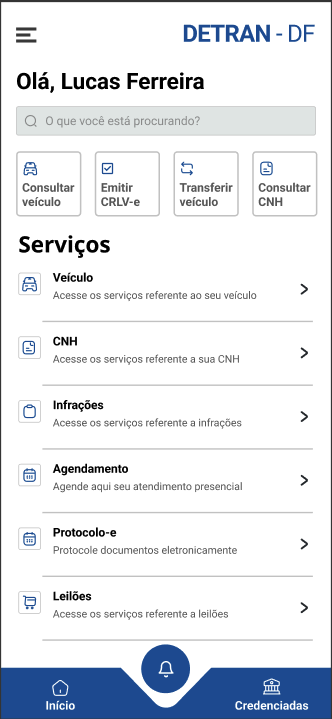 DETRAN - DF
Olá, Lucas Ferreira
O que você está procurando?
Consultar
veículo
Emitir
CRLV-e
Transferir
veículo
Consultar
CNH
Serviços
Veículo
Acesse os serviços referente ao seu veículo
CNH
Acesse os serviços referente a sua CNH
Infrações
Acesse os serviços referente a infrações
Agendamento
Agende aqui seu atendimento presencial
Protocolo-e
Protocole documentos eletronicamente
Leilões
Acesse os serviços referente a leilões
Início
Credenciadas